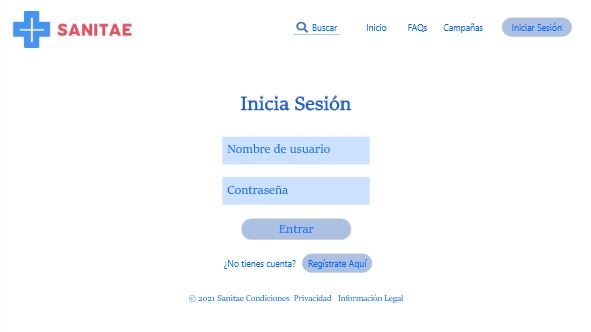 SANITAE
Buscar
Inicio
FAQs
Campañas
Iniciar Sesión
Inicia Sesión
Nombre de usuario
Contraseña
Entrar
¿No tienes cuenta? Regístrate Aquí
© 2021 Sanitae Condiciones Privacidad Información Legal